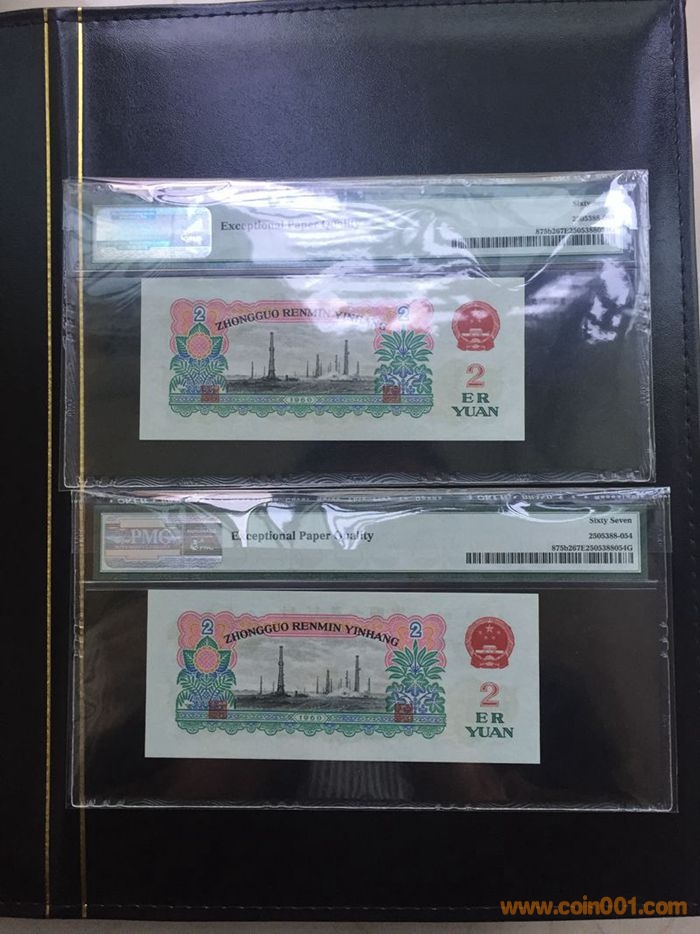 Exceptional Paper Quality
2
ZHONGGUO RENMIN YINHANG
2
1960
2
ER
YUAN
PMG
Exceptional Paper Quality
Sixty Seven
2505388-054
875b267E2505388054G
2
ZHONGGUO RENMIN YINHANG
2
1960
2
ER
YUAN
www.coin001.com